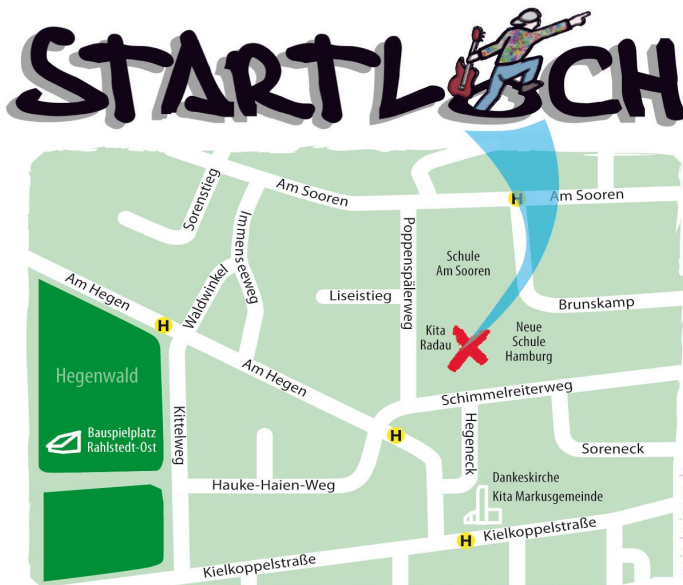 STARTLOCH
Am Sooren
H
Am Sooren
Sorenstieg
Immenseeweg
Poppenspälerweg
Schule
Am Sooren
Am Hegen
Waldwinkel
Liseistieg
Brunskamp
H
Kita
Radau
Neue
Schule
Hamburg
Hegenwald
Am Hegen
Schimmelreiterweg
Bauspielplatz
Rahlstedt-Ost
Kittelweg
H
Hegeneck
Soreneck
Hauke-Haien-Weg
Dankeskirche
Kita Markusgemeinde
H
Kielkoppelstraße
Kielkoppelstraße